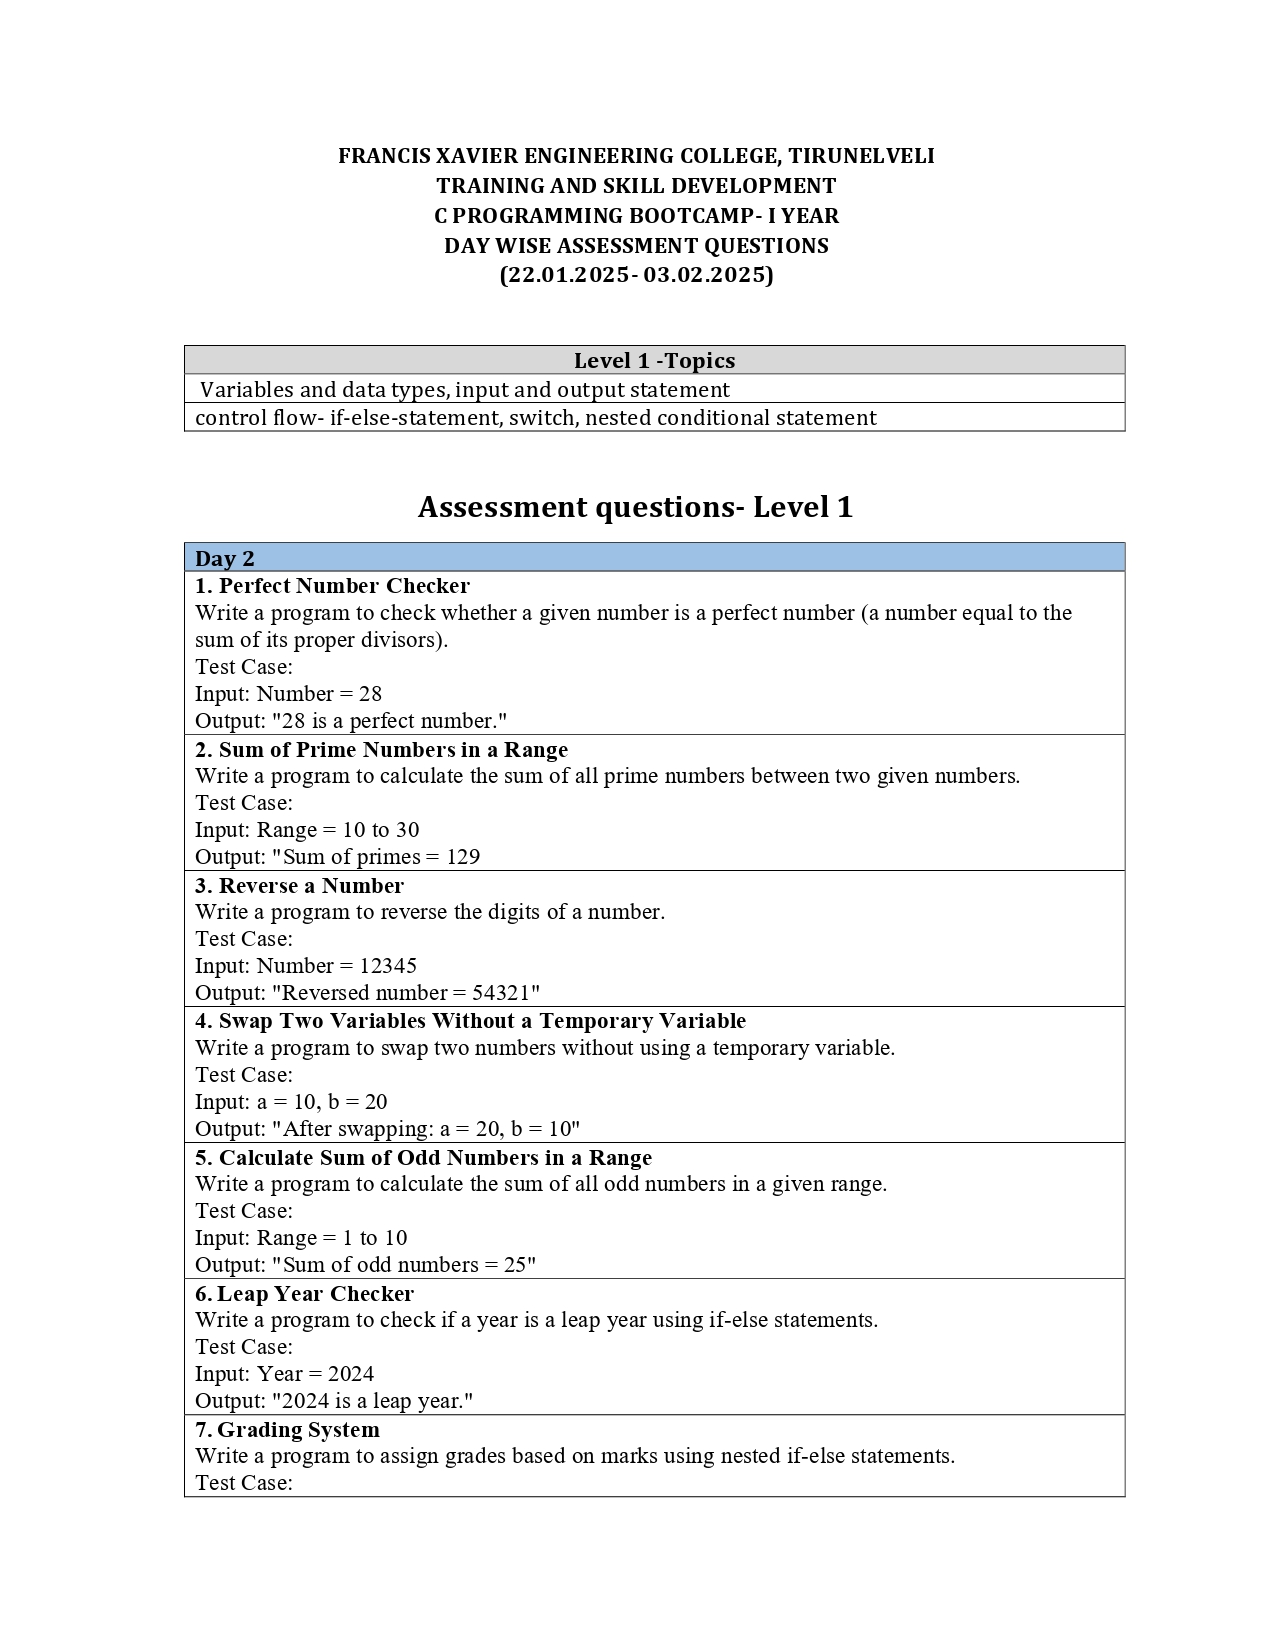 FRANCIS XAVIER ENGINEERING COLLEGE, TIRUNELVELI
TRAINING AND SKILL DEVELOPMENT
C PROGRAMMING BOOTCAMP- I YEAR
DAY WISE ASSESSMENT QUESTIONS
(22.01.2025- 03.02.2025)
Level 1 -Topics
Variables and data types, input and output statement
control flow- if-else-statement, switch, nested conditional statement
Assessment questions- Level 1
Day 2
1. Perfect Number Checker
Write a program to check whether a given number is a perfect number (a number equal to the
sum of its proper divisors).
Test Case:
Input: Number = 28
Output: "28 is a perfect number."
2. Sum of Prime Numbers in a Range
Write a program to calculate the sum of all prime numbers between two given numbers.
Test Case:
Input: Range = 10 to 30
Output: "Sum of primes = 129
3. Reverse a Number
Write a program to reverse the digits of a number.
Test Case:
Input: Number = 12345
Output: "Reversed number = 54321"
4. Swap Two Variables Without a Temporary Variable
Write a program to swap two numbers without using a temporary variable.
Test Case:
Input: a = 10, b = 20
Output: "After swapping: a = 20, b = 10"
5. Calculate Sum of Odd Numbers in a Range
Write a program to calculate the sum of all odd numbers in a given range.
Test Case:
Input: Range = 1 to 10
Output: "Sum of odd numbers = 25"
6. Leap Year Checker
Write a program to check if a year is a leap year using if-else statements.
Test Case:
Input: Year = 2024
Output: "2024 is a leap year."
7. Grading System
Write a program to assign grades based on marks using nested if-else statements.
Test Case: